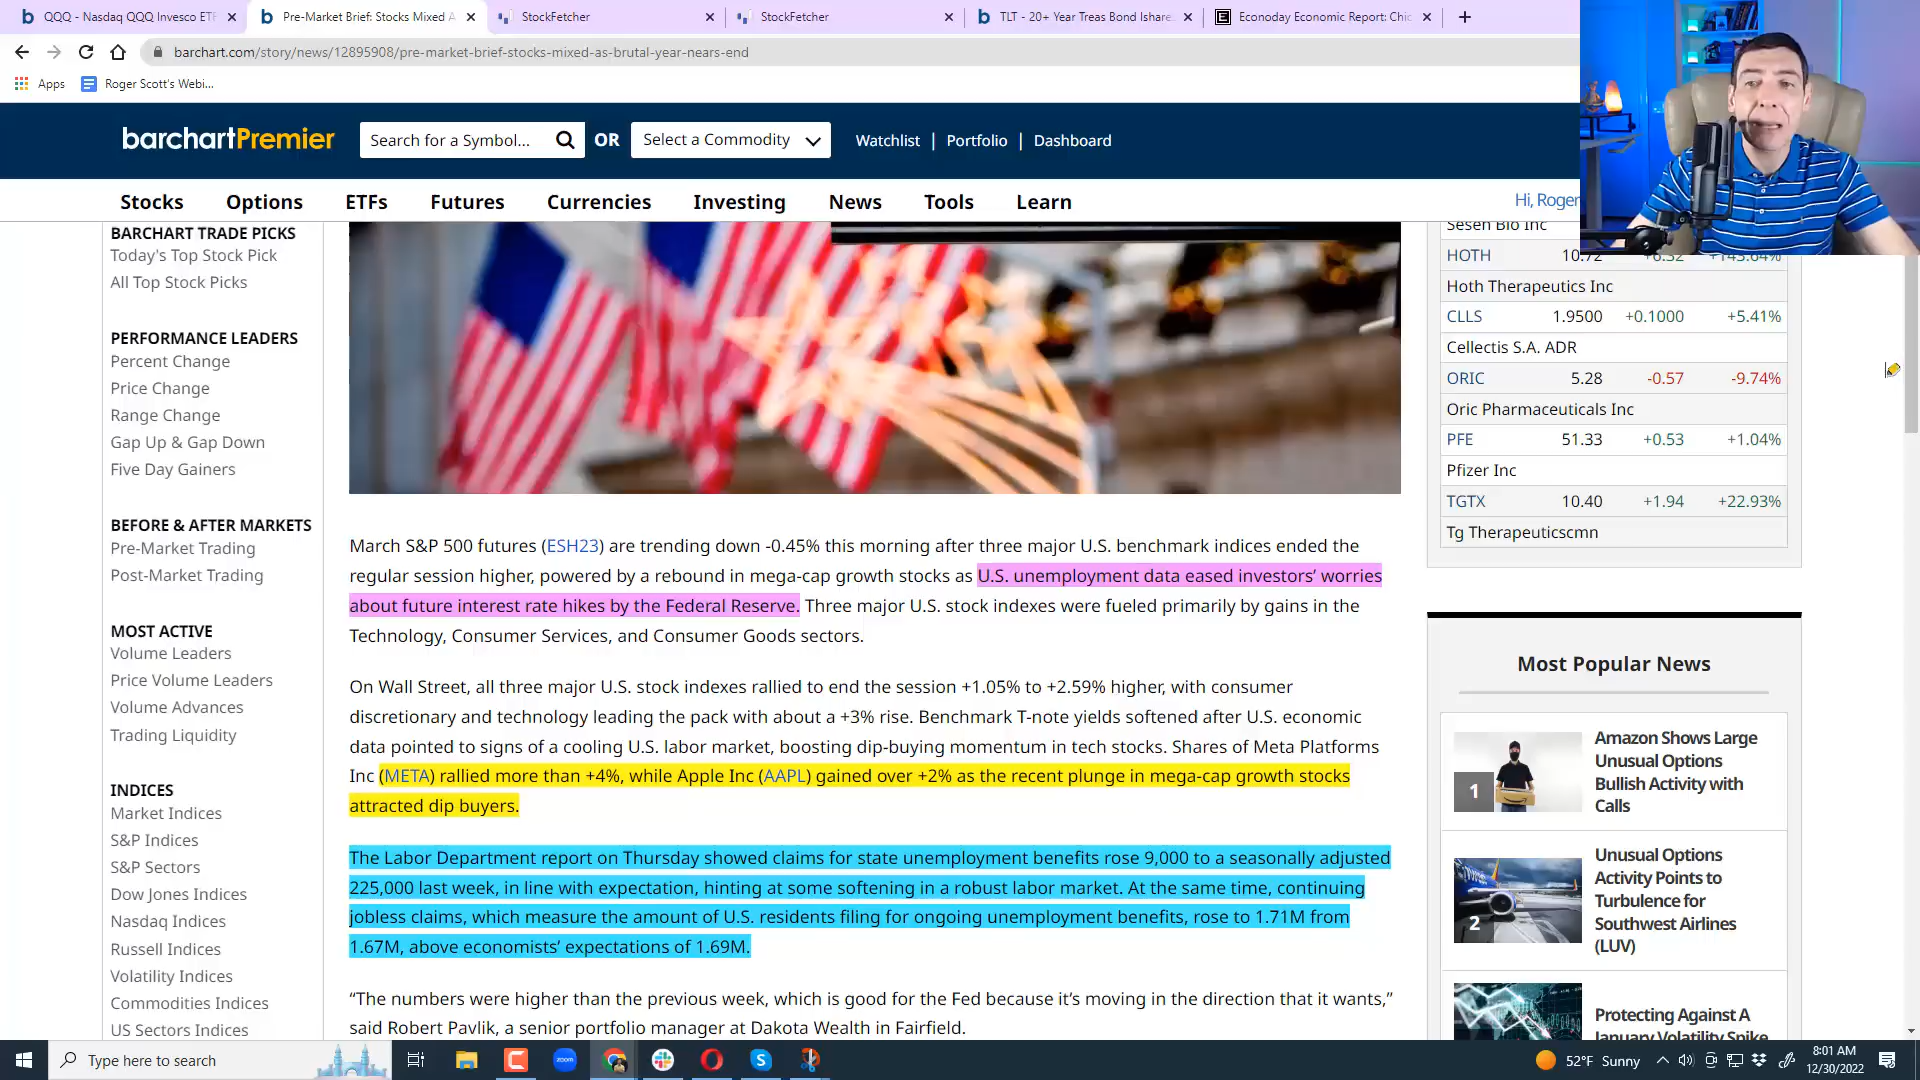 QQQ - Nasdaq QQQ Invesco ETF
Pre-Market Brief: Stocks Mixed A
StockFetcher
StockFetcher
TLT - 20+ Year Treas Bond Ishare
Econoday Economic Report: Chic
barchart.com/story/news/12895908/pre-market-brief-stocks-mixed-as-brutal-year-nears-end
Apps
Roger Scott's Webi...
barchartPremier
Search for a Symbol...
OR
Select a Commodity
Watchlist | Portfolio | Dashboard
Stocks Options ETFs Futures Currencies Investing News Tools Learn
Hi, Roger
BARCHART TRADE PICKS
Today's Top Stock Pick
All Top Stock Picks
PERFORMANCE LEADERS
Percent Change
Price Change
Range Change
Gap Up & Gap Down
Five Day Gainers
BEFORE & AFTER MARKETS
Pre-Market Trading
Post-Market Trading
MOST ACTIVE
Volume Leaders
Price Volume Leaders
Volume Advances
Trading Liquidity
INDICES
Market Indices
S&P Indices
S&P Sectors
Dow Jones Indices
Nasdaq Indices
Russell Indices
Volatility Indices
Commodities Indices
US Sectors Indices
March S&P 500 futures (ESH23) are trending down -0.45% this morning after three major U.S. benchmark indices ended the
regular session higher, powered by a rebound in mega-cap growth stocks as U.S. unemployment data eased investors’ worries
about future interest rate hikes by the Federal Reserve. Three major U.S. stock indexes were fueled primarily by gains in the
Technology, Consumer Services, and Consumer Goods sectors.
On Wall Street, all three major U.S. stock indexes rallied to end the session +1.05% to +2.59% higher, with consumer
discretionary and technology leading the pack with about a +3% rise. Benchmark T-note yields softened after U.S. economic
data pointed to signs of a cooling U.S. labor market, boosting dip-buying momentum in tech stocks. Shares of Meta Platforms
Inc (META) rallied more than +4%, while Apple Inc (AAPL) gained over +2% as the recent plunge in mega-cap growth stocks
attracted dip buyers.
The Labor Department report on Thursday showed claims for state unemployment benefits rose 9,000 to a seasonally adjusted
225,000 last week, in line with expectation, hinting at some softening in a robust labor market. At the same time, continuing
jobless claims, which measure the amount of U.S. residents filing for ongoing unemployment benefits, rose to 1.71M from
1.67M, above economists’ expectations of 1.69M.
“The numbers were higher than the previous week, which is good for the Fed because it’s moving in the direction that it wants,”
said Robert Pavlik, a senior portfolio manager at Dakota Wealth in Fairfield.
Sesen Bio Inc
HOTH 10.72 +6.32 +143.64%
Hoth Therapeutics Inc
CLLS 1.9500 +0.1000 +5.41%
Cellectis S.A. ADR
ORIC 5.28 -0.57 -9.74%
Oric Pharmaceuticals Inc
PFE 51.33 +0.53 +1.04%
Pfizer Inc
TGTX 10.40 +1.94 +22.93%
Tg Therapeuticscmn
Most Popular News
1
Amazon Shows Large
Unusual Options
Bullish Activity with
Calls
2
Unusual Options
Activity Points to
Turbulence for
Southwest Airlines
(LUV)
Protecting Against A
January Volatility Spike
Type here to search
zoom
52°F Sunny
8:01 AM
12/30/2022